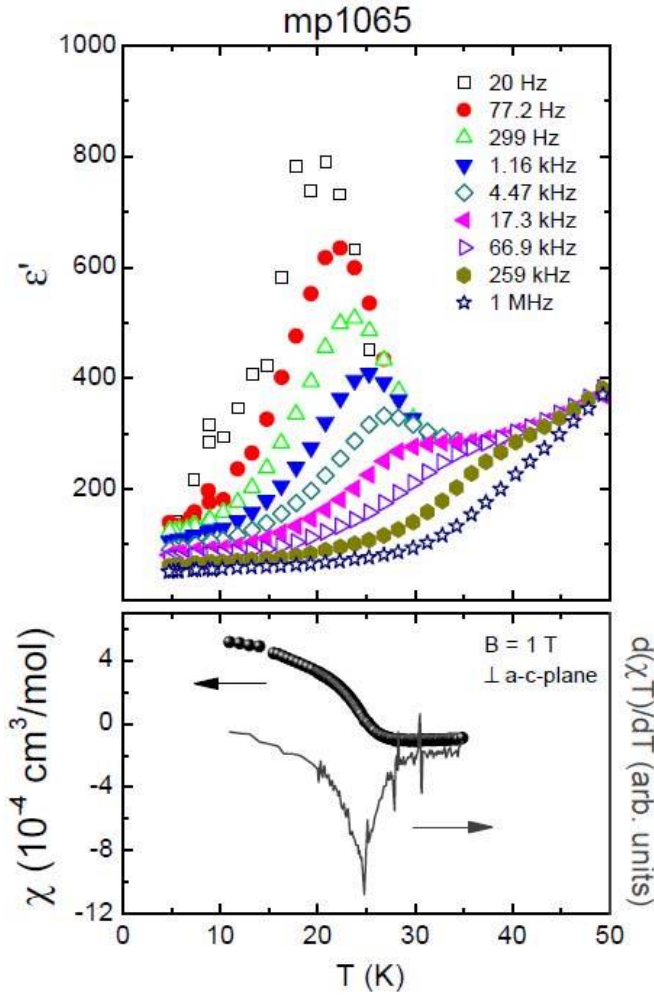 mp1065
1000
800
600
400
200
ε'
20 Hz
77.2 Hz
299 Hz
1.16 kHz
4.47 kHz
17.3 kHz
66.9 kHz
259 kHz
1 MHz
4
0
-4
-8
-12
χ (10⁻⁴ cm³/mol)
B = 1 T
⊥ a-c-plane
d(χT)/dT (arb. units)
0 10 20 30 40 50
T (K)